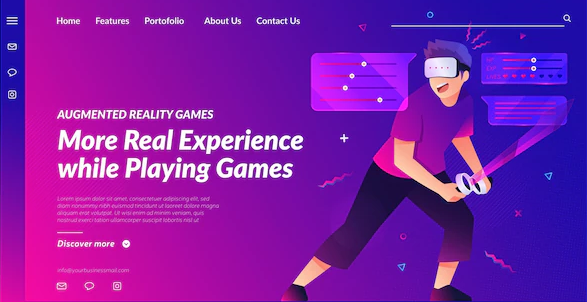 Home Features Portofolio About Us Contact Us
AUGMENTED REALITY GAMES
More Real Experience
while Playing Games
Lorem ipsum dolor sit amet, consectetuer adipiscing elit, sed
diam nonummy nibh euismod tincidunt ut laoreet dolore magna
aliquam erat volutpat. Ut wisi enim ad minim veniam, quis
nostrud exerci tation ullamcorper suscipit lobortis nisl ut
Discover more
info@yourbusinessmail.com